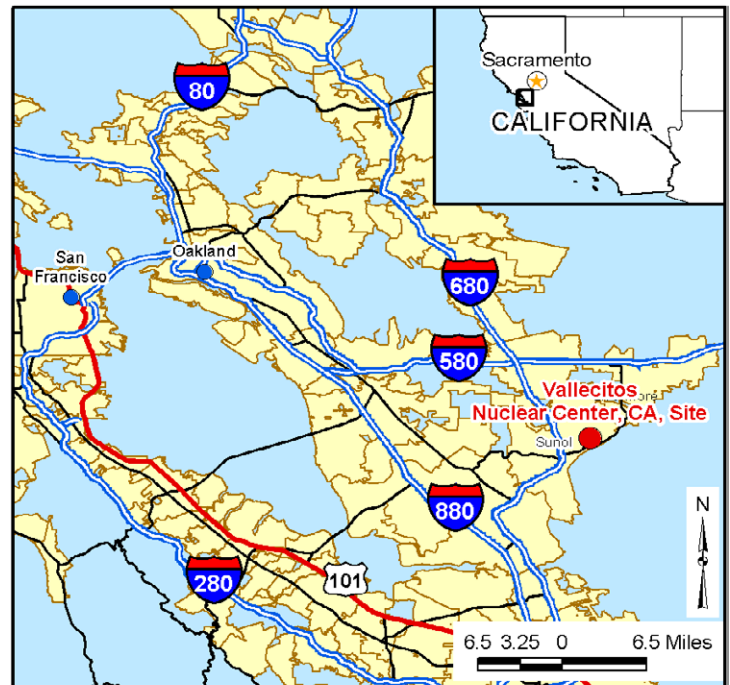 80
Sacramento
CALIFORNIA
San
Francisco
Oakland
680
580
Vallecitos
Nuclear Center, CA, Site
Sunol
880
N
280
101
6.5 3.25 0 6.5 Miles